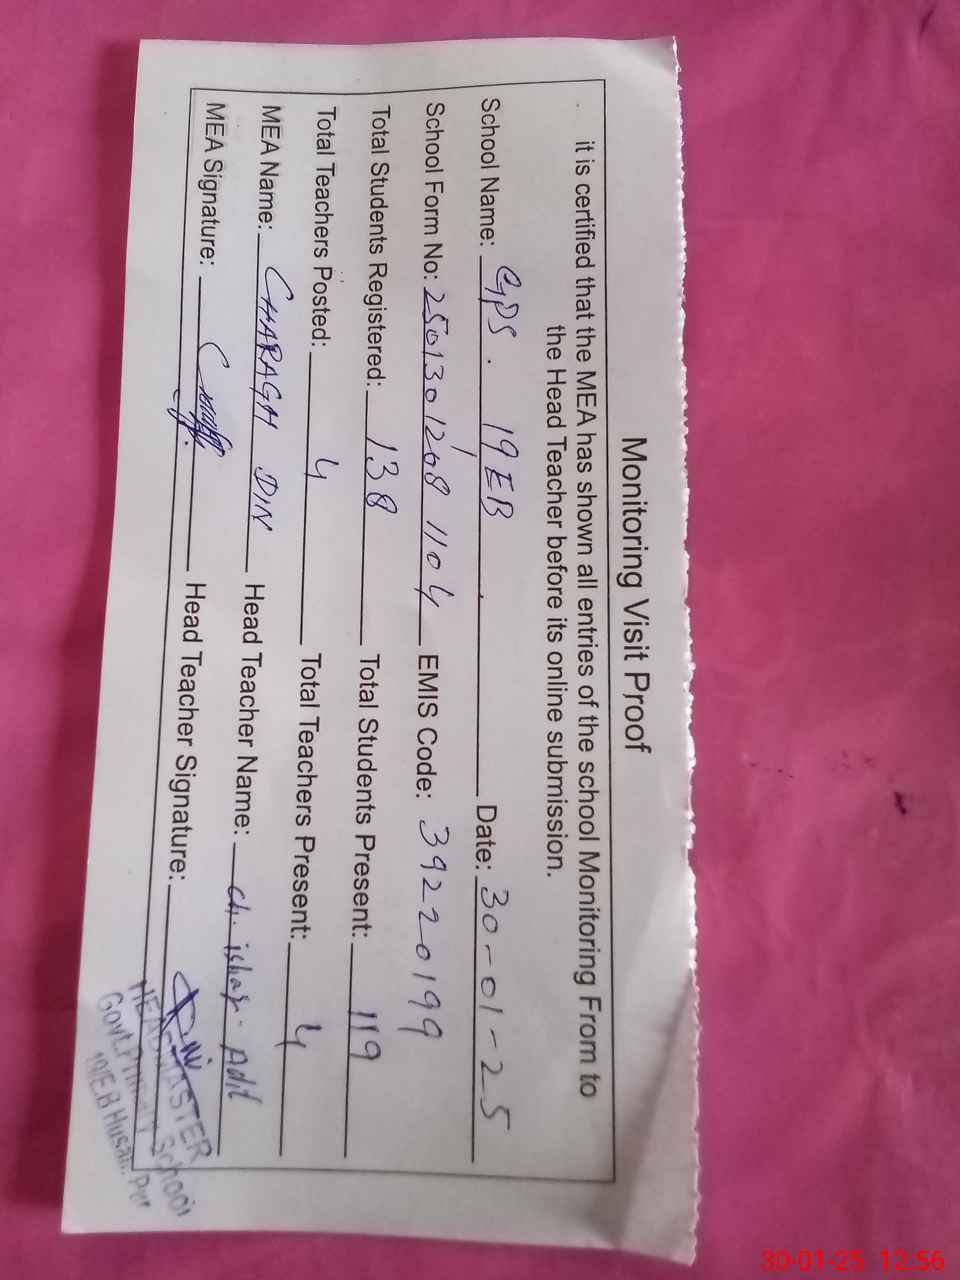 Monitoring Visit Proof
it is certified that the MEA has shown all entries of the school Monitoring From to
the Head Teacher before its online submission.
School Name: GPS. 19EB Date: 30-01-25
School Form No: 2501301208 1104 EMIS Code: 39220199
Total Students Registered: 138 Total Students Present: 119
Total Teachers Posted: 4 Total Teachers Present: 4
MEA Name: CHARAGH DIN Head Teacher Name: Ch. ishaq. Adil
MEA Signature: Head Teacher Signature:
HEADMASTER
Govt. Primary School
19/E.B
30-01-25 12:56